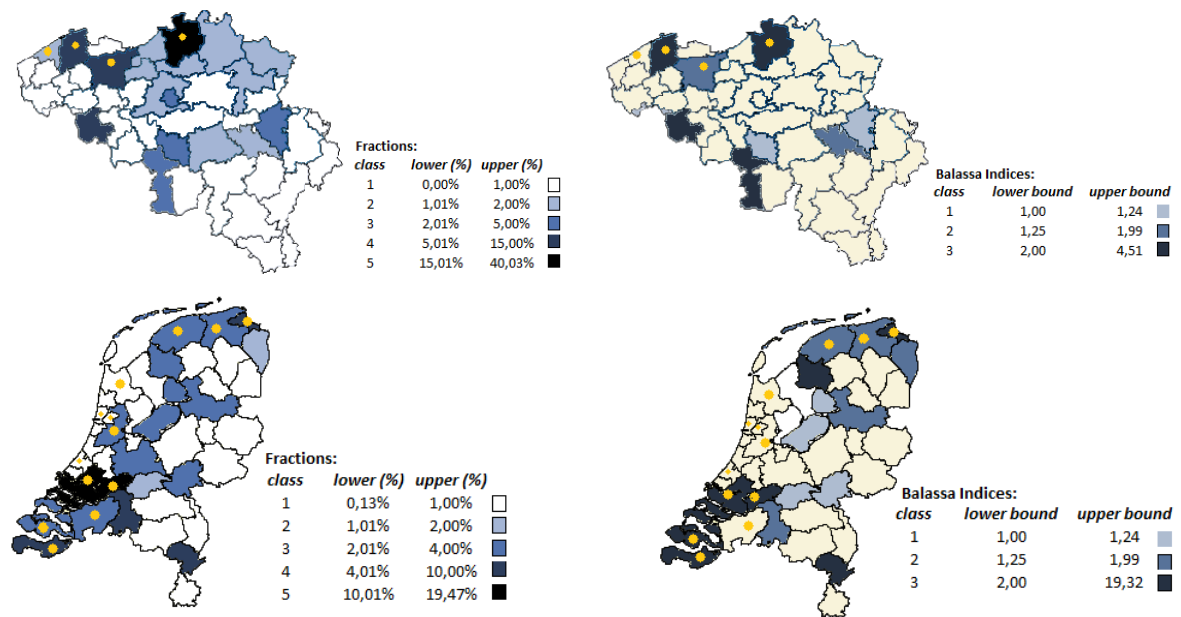 Fractions:
class lower (%) upper (%)
1 0,00% 1,00%
2 1,01% 2,00%
3 2,01% 5,00%
4 5,01% 15,00%
5 15,01% 40,03%
Balassa Indices:
class lower bound upper bound
1 1,00 1,24
2 1,25 1,99
3 2,00 4,51
Fractions:
class lower (%) upper (%)
1 0,13% 1,00%
2 1,01% 2,00%
3 2,01% 4,00%
4 4,01% 10,00%
5 10,01% 19,47%
Balassa Indices:
class lower bound upper bound
1 1,00 1,24
2 1,25 1,99
3 2,00 19,32